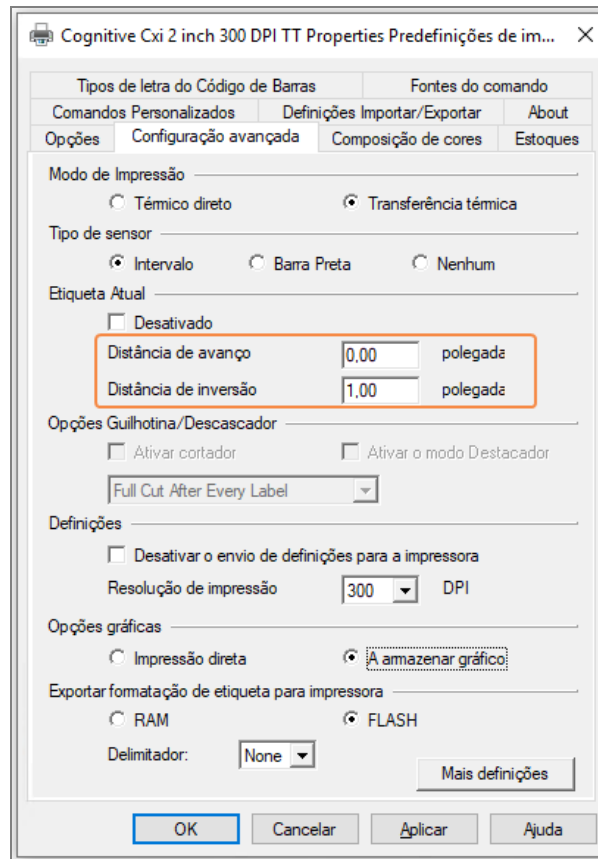 Cognitive Cxi 2 inch 300 DPI TT Properties Predefinições de im...
Tipos de letra do Código de Barras Fontes do comando
Comandos Personalizados Definições Importar/Exportar About
Opções Configuração avançada Composição de cores Estoques
Modo de Impressão
Térmico direto Transferência térmica
Tipo de sensor
Intervalo Barra Preta Nenhum
Etiqueta Atual
Desativado
Distância de avanço 0,00 polegada
Distância de inversão 1,00 polegada
Opções Guilhotina/Descascador
Ativar cortador Ativar o modo Destacador
Full Cut After Every Label
Definições
Desativar o envio de definições para a impressora
Resolução de impressão 300 DPI
Opções gráficas
Impressão direta A armazenar gráfico
Exportar formatação de etiqueta para impressora
RAM FLASH
Delimitador: None
Mais definições
OK Cancelar Aplicar Ajuda